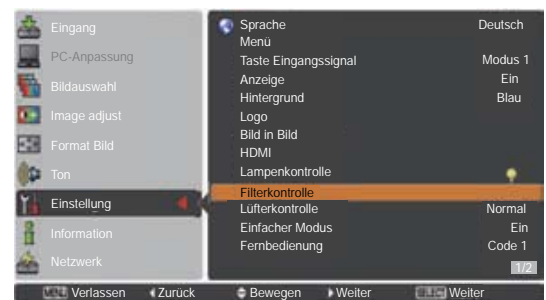 Eingang
PC-Anpassung
Bildauswahl
Image adjust
Format Bild
Ton
Einstellung
Information
Netzwerk
Sprache Deutsch
Menü
Taste Eingangssignal Modus 1
Anzeige Ein
Hintergrund Blau
Logo
Bild in Bild
HDMI
Lampenkontrolle
Filterkontrolle
Lüfterkontrolle Normal
Einfacher Modus Ein
Fernbedienung Code 1
1/2
MENU Verlassen Zurück Bewegen Weiter SELECT Weiter